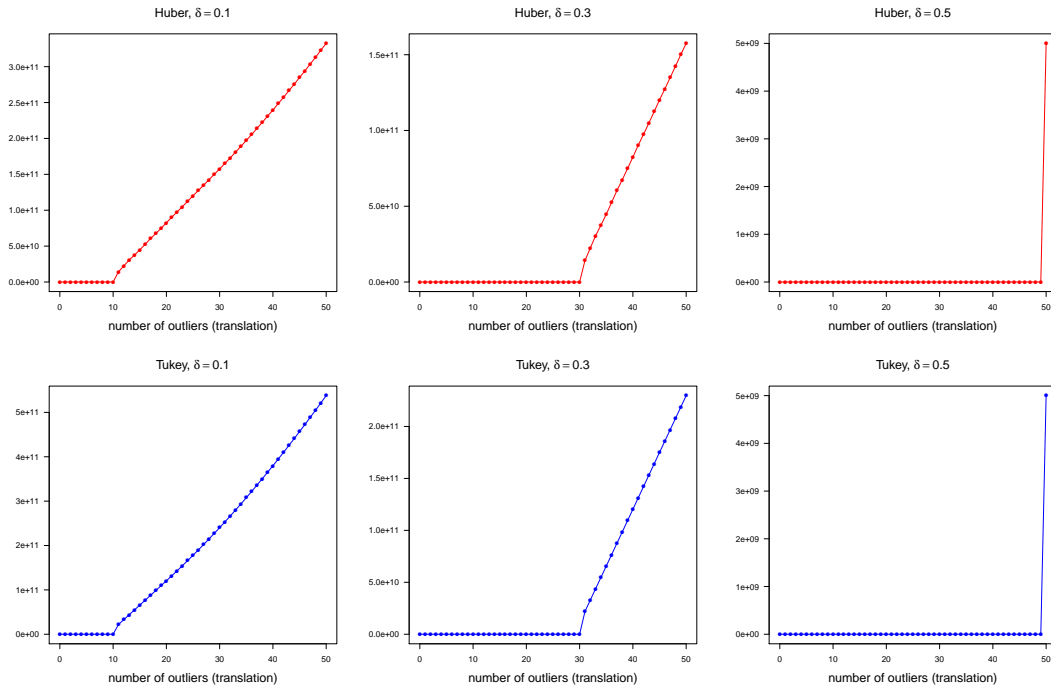 Huber, δ = 0.1
3.0e+11
2.5e+11
2.0e+11
1.5e+11
1.0e+11
5.0e+10
0.0e+00
0 10 20 30 40 50
number of outliers (translation)
Huber, δ = 0.3
1.5e+11
1.0e+11
5.0e+10
0.0e+00
0 10 20 30 40 50
number of outliers (translation)
Huber, δ = 0.5
5e+09
4e+09
3e+09
2e+09
1e+09
0e+00
0 10 20 30 40 50
number of outliers (translation)
Tukey, δ = 0.1
5e+11
4e+11
3e+11
2e+11
1e+11
0e+00
0 10 20 30 40 50
number of outliers (translation)
Tukey, δ = 0.3
2.0e+11
1.5e+11
1.0e+11
5.0e+10
0.0e+00
0 10 20 30 40 50
number of outliers (translation)
Tukey, δ = 0.5
5e+09
4e+09
3e+09
2e+09
1e+09
0e+00
0 10 20 30 40 50
number of outliers (translation)